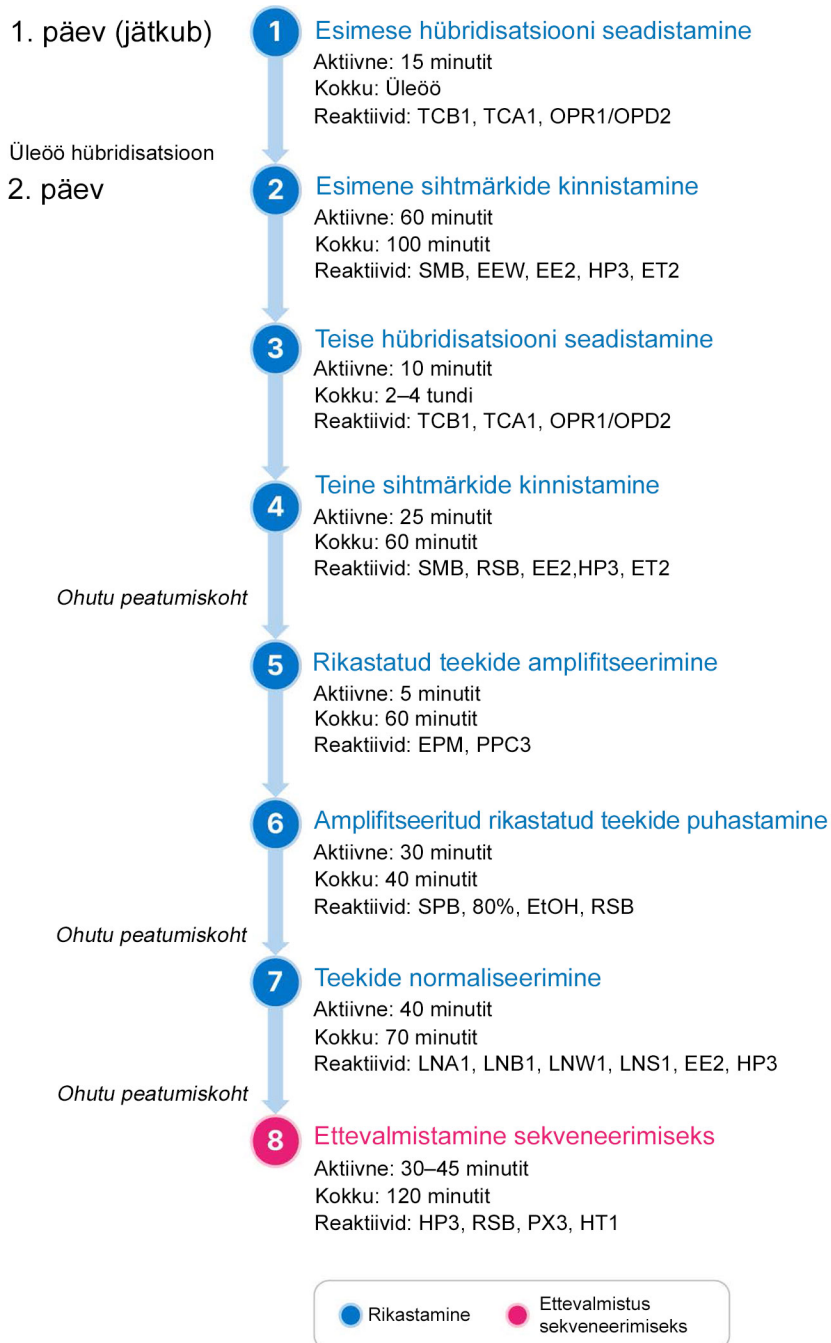 1. päev (jätkub)
1
Esimese hübridisatsiooni seadistamine
Aktiivne: 15 minutit
Kokku: Üleöö
Reaktiivid: TCB1, TCA1, OPR1/OPD2
Üleöö hübridisatsioon
2. päev
2
Esimene sihtmärkide kinnistamine
Aktiivne: 60 minutit
Kokku: 100 minutit
Reaktiivid: SMB, EEW, EE2, HP3, ET2
3
Teise hübridisatsiooni seadistamine
Aktiivne: 10 minutit
Kokku: 2–4 tundi
Reaktiivid: TCB1, TCA1, OPR1/OPD2
4
Teine sihtmärkide kinnistamine
Aktiivne: 25 minutit
Kokku: 60 minutit
Reaktiivid: SMB, RSB, EE2,HP3, ET2
Ohutu peatumiskoht
5
Rikastatud teekide amplifitseerimine
Aktiivne: 5 minutit
Kokku: 60 minutit
Reaktiivid: EPM, PPC3
6
Amplifitseeritud rikastatud teekide puhastamine
Aktiivne: 30 minutit
Kokku: 40 minutit
Reaktiivid: SPB, 80%, EtOH, RSB
Ohutu peatumiskoht
7
Teekide normaliseerimine
Aktiivne: 40 minutit
Kokku: 70 minutit
Reaktiivid: LNA1, LNB1, LNW1, LNS1, EE2, HP3
Ohutu peatumiskoht
8
Ettevalmistamine sekveneerimiseks
Aktiivne: 30–45 minutit
Kokku: 120 minutit
Reaktiivid: HP3, RSB, PX3, HT1
Rikastamine
Ettevalmistus
sekveneerimiseks